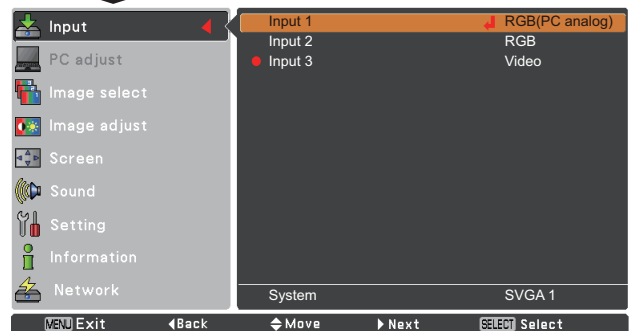 Input
PC adjust
Image select
Image adjust
Screen
Sound
Setting
Information
Network
Input 1 RGB(PC analog)
Input 2 RGB
Input 3 Video
System SVGA 1
MENU Exit Back Move Next SELECT Select